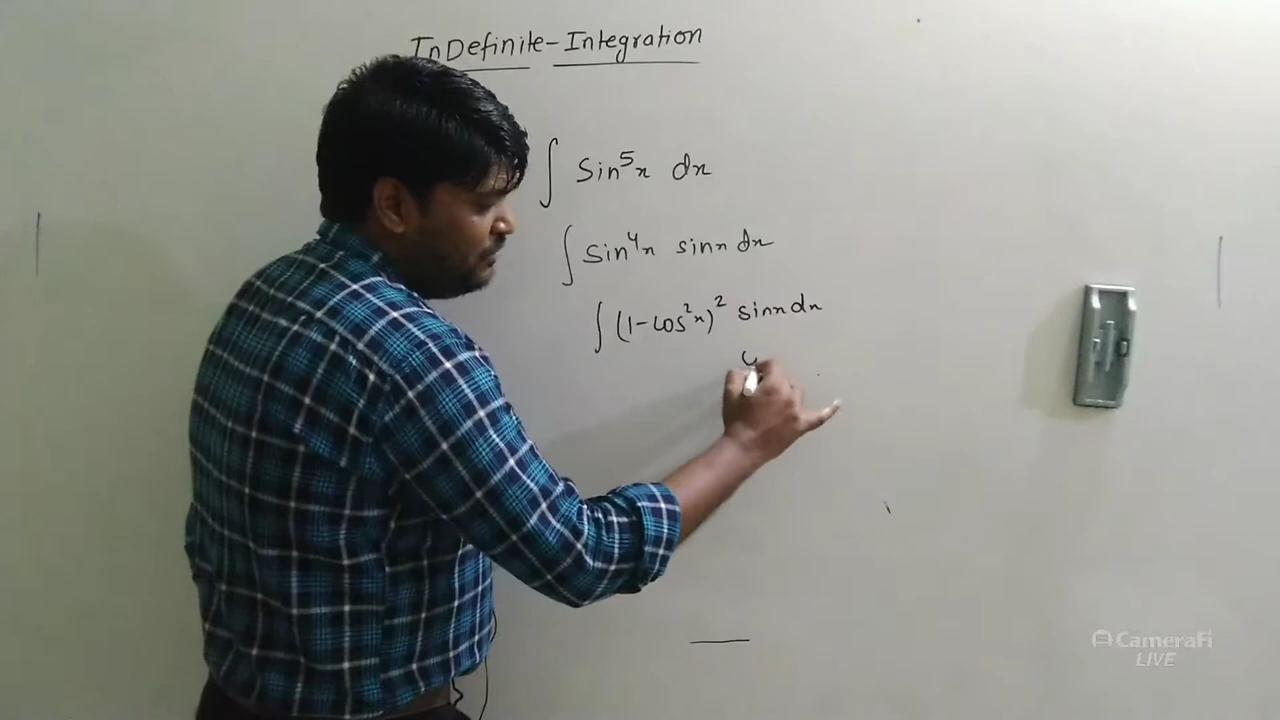 InDefinite-Integration
∫ Sin⁵x dx
∫ Sin⁴x sinx dx
∫ (1-cos²x)² sinx dx
CameraFi
LIVE